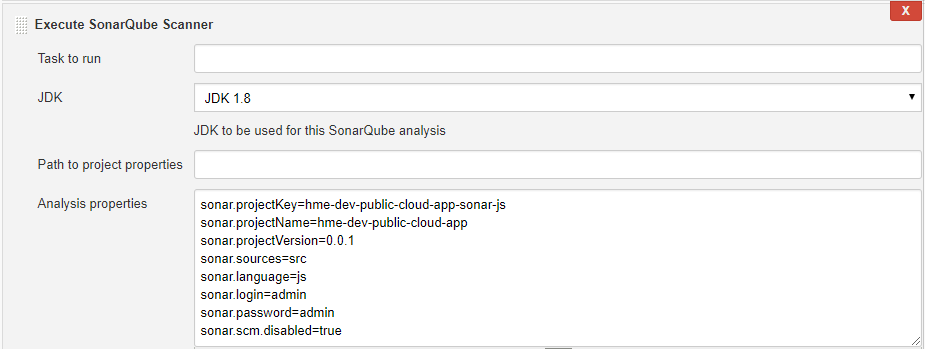 X
Execute SonarQube Scanner
Task to run
JDK
JDK 1.8
JDK to be used for this SonarQube analysis
Path to project properties
Analysis properties
sonar.projectKey=hme-dev-public-cloud-app-sonar-js
sonar.projectName=hme-dev-public-cloud-app
sonar.projectVersion=0.0.1
sonar.sources=src
sonar.language=js
sonar.login=admin
sonar.password=admin
sonar.scm.disabled=true